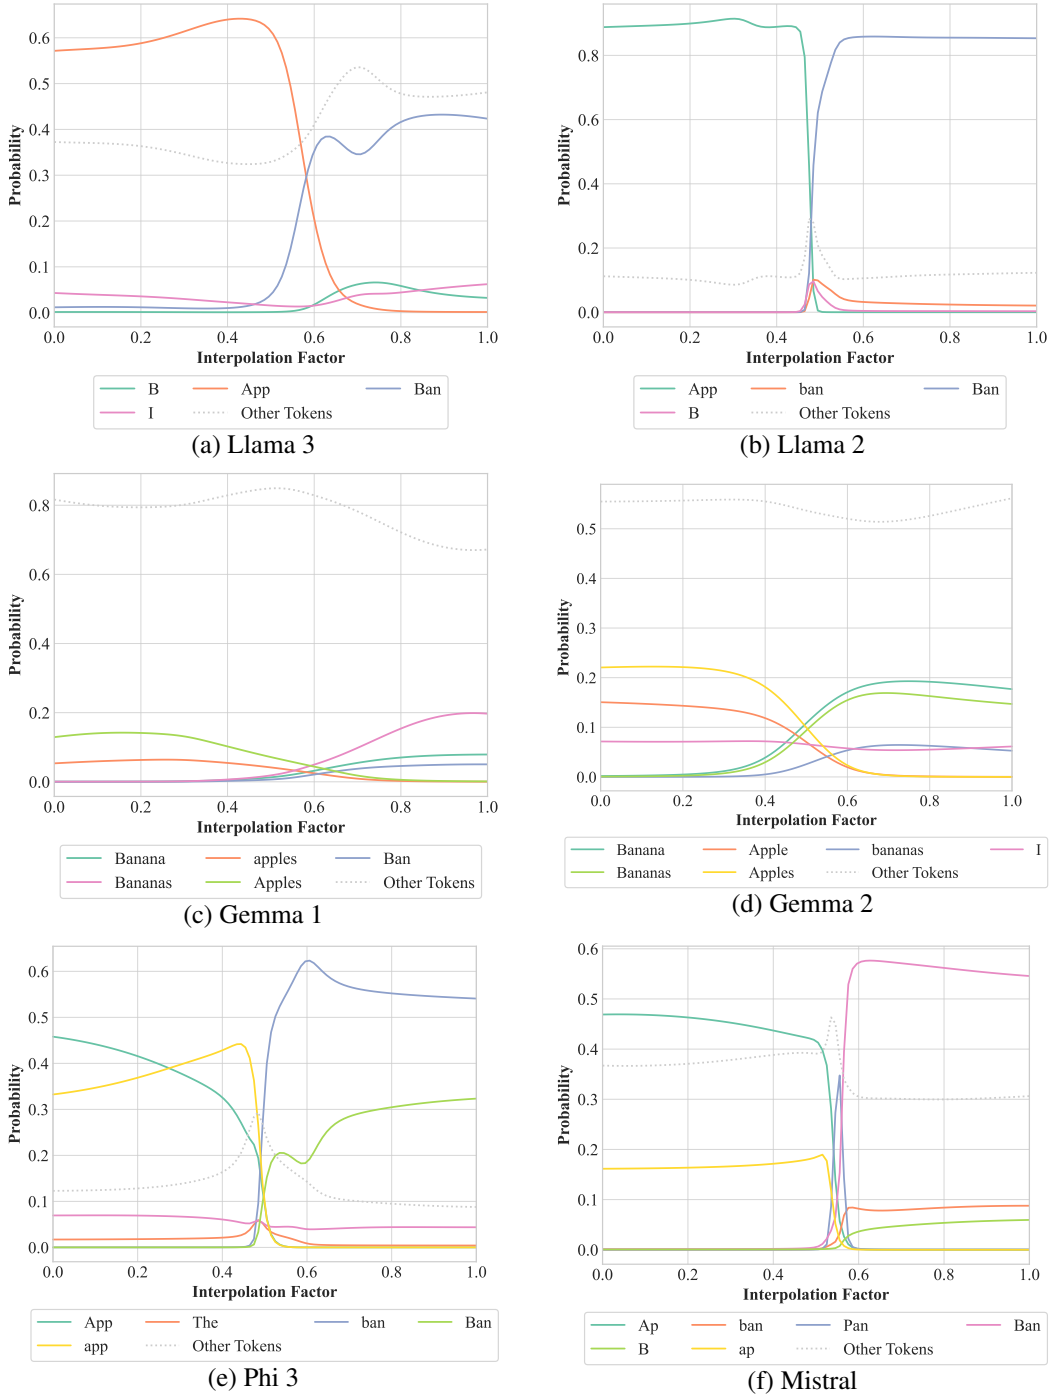 0.6
0.5
0.4
0.3
0.2
0.1
0.0
Probability
0.0 0.2 0.4 0.6 0.8 1.0
Interpolation Factor
B App Ban
I Other Tokens
(a) Llama 3
0.8
0.6
0.4
0.2
0.0
Probability
0.0 0.2 0.4 0.6 0.8 1.0
Interpolation Factor
App ban Ban
B Other Tokens
(b) Llama 2
0.8
0.6
0.4
0.2
0.0
Probability
0.0 0.2 0.4 0.6 0.8 1.0
Interpolation Factor
Banana apples Ban
Bananas Apples Other Tokens
(c) Gemma 1
0.5
0.4
0.3
0.2
0.1
0.0
Probability
0.0 0.2 0.4 0.6 0.8 1.0
Interpolation Factor
Banana Apple bananas I
Bananas Apples Other Tokens
(d) Gemma 2
0.6
0.5
0.4
0.3
0.2
0.1
0.0
Probability
0.0 0.2 0.4 0.6 0.8 1.0
Interpolation Factor
App The ban Ban
app Other Tokens
(e) Phi 3
0.6
0.5
0.4
0.3
0.2
0.1
0.0
Probability
0.0 0.2 0.4 0.6 0.8 1.0
Interpolation Factor
Ap ban Pan Ban
B ap Other Tokens
(f) Mistral